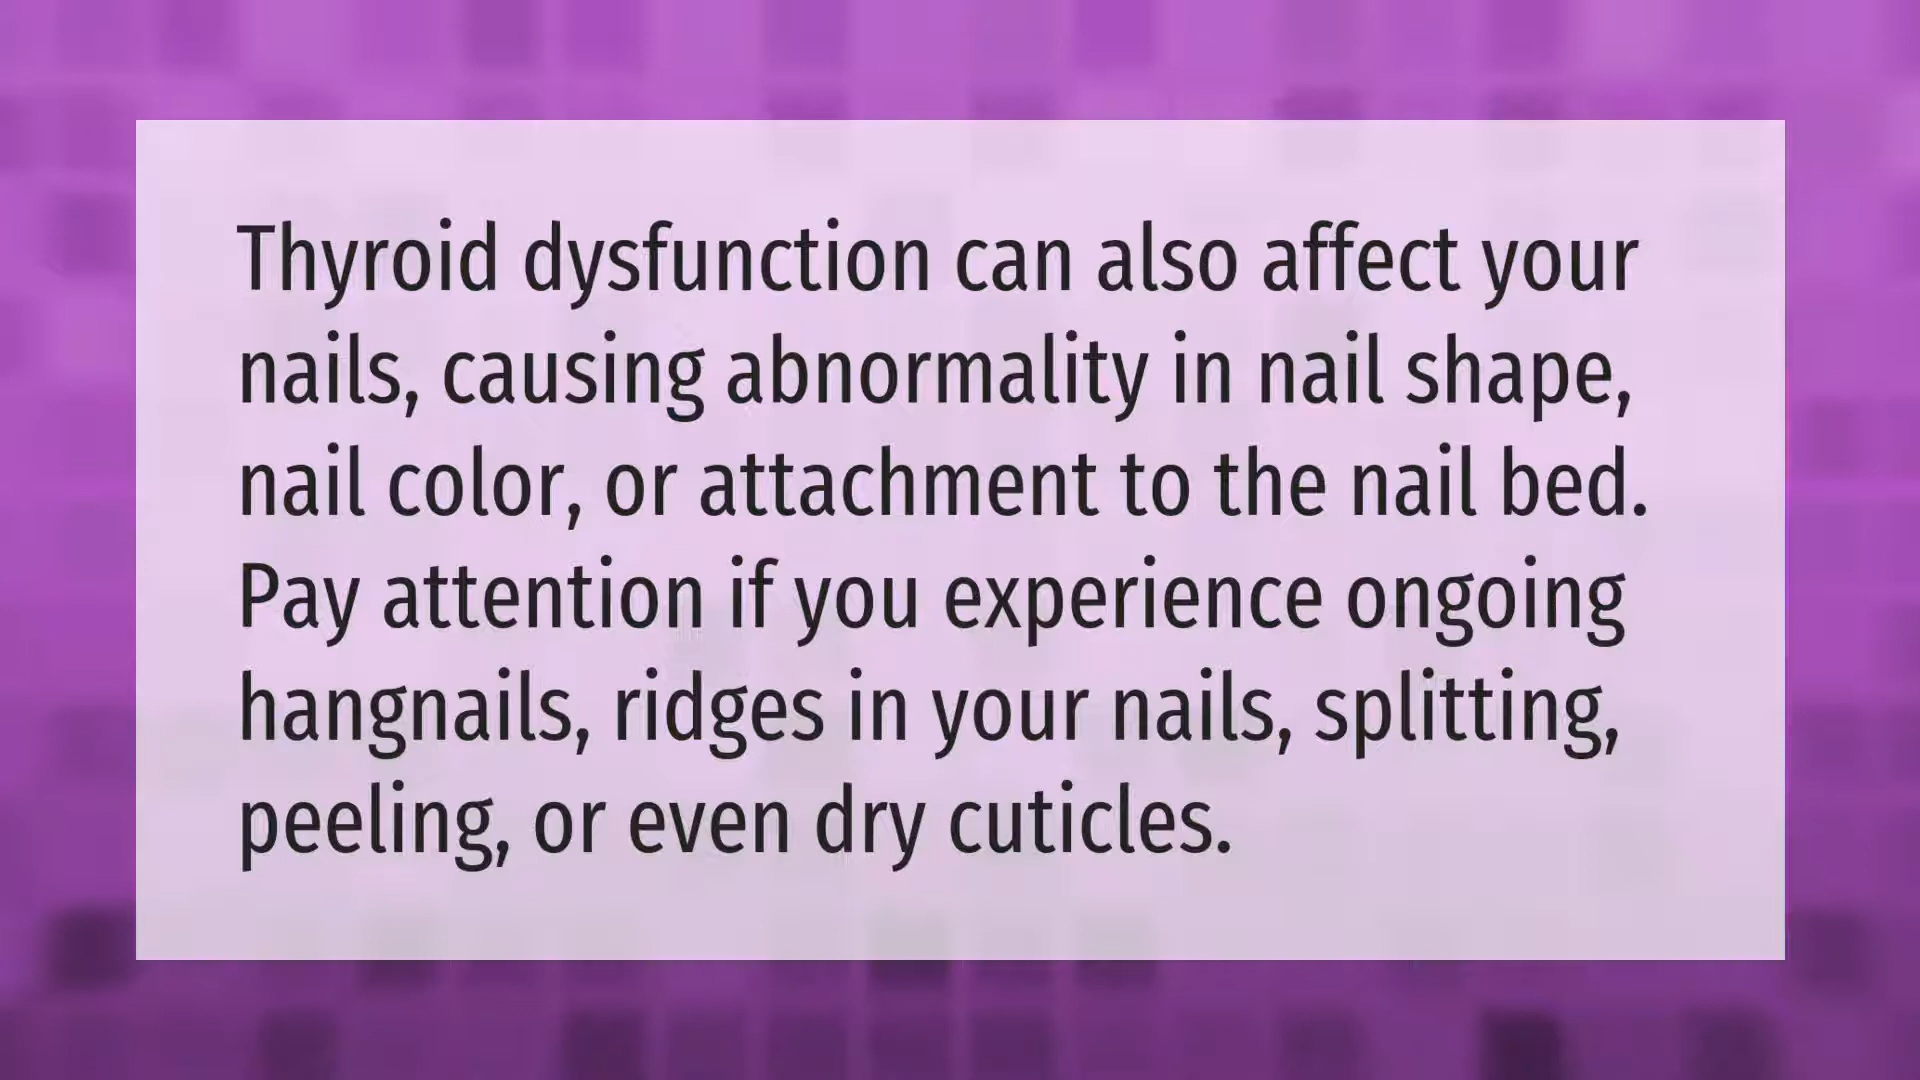 Thyroid dysfunction can also affect your
nails, causing abnormality in nail shape,
nail color, or attachment to the nail bed.
Pay attention if you experience ongoing
hangnails, ridges in your nails, splitting,
peeling, or even dry cuticles.